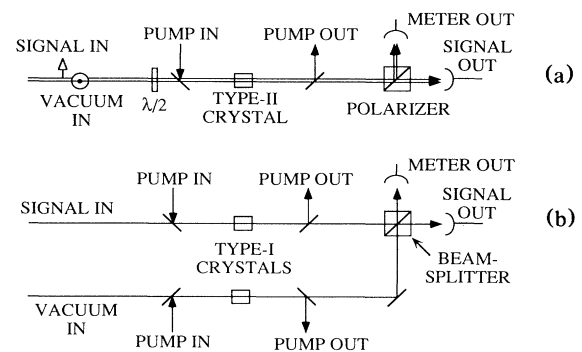 METER OUT
SIGNAL IN
PUMP IN
PUMP OUT
SIGNAL
OUT
(a)
VACUUM
IN
λ/2
TYPE-II
CRYSTAL
POLARIZER
METER OUT
PUMP IN
PUMP OUT
SIGNAL
OUT
SIGNAL IN
(b)
TYPE-I
CRYSTALS
BEAM-
SPLITTER
VACUUM
IN
PUMP IN
PUMP OUT